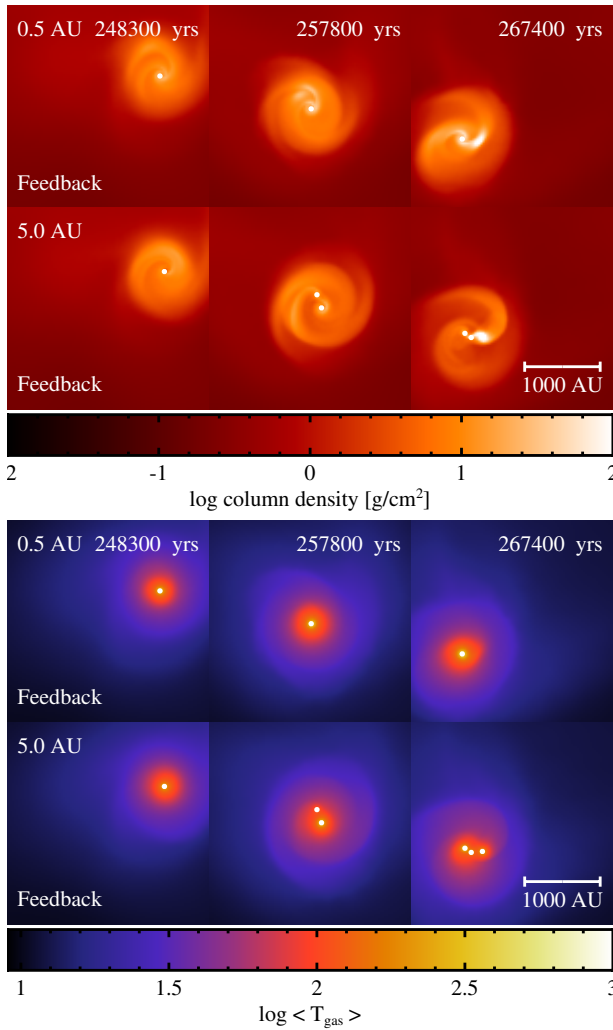 0.5 AU 248300 yrs 257800 yrs 267400 yrs
Feedback
5.0 AU
Feedback
1000 AU
2 -1 0 1 2
log column density [g/cm²]
0.5 AU 248300 yrs 257800 yrs 267400 yrs
Feedback
5.0 AU
Feedback
1000 AU
1 1.5 2 2.5 3
log < T_gas >